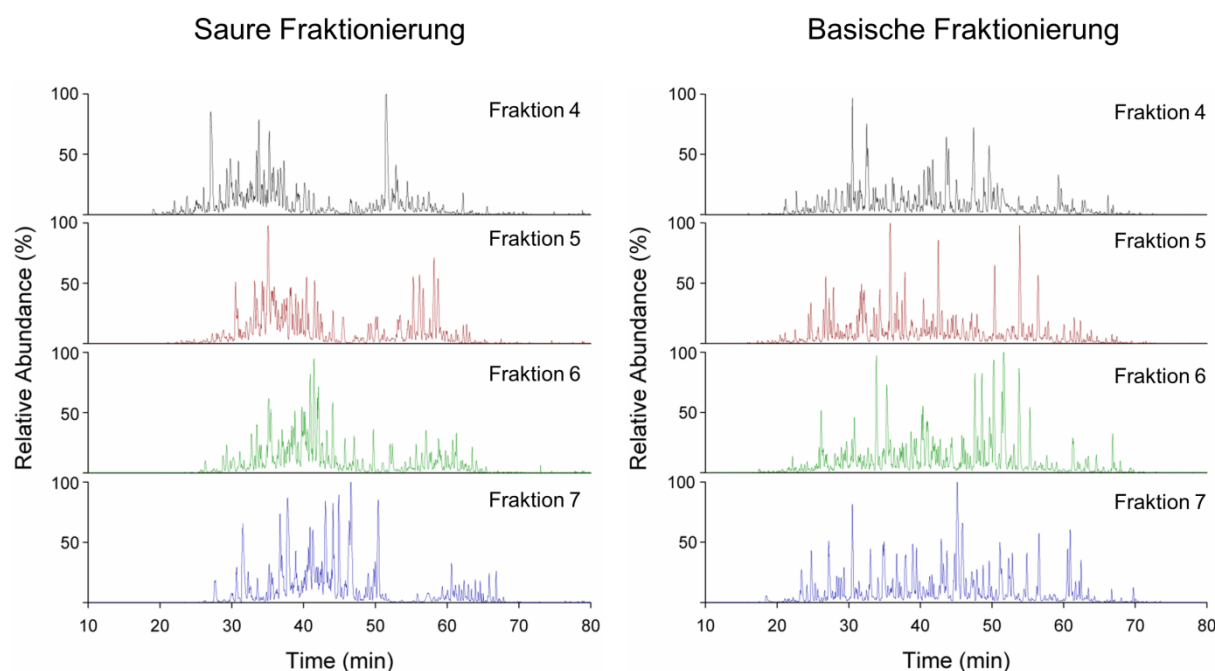 Saure Fraktionierung
Relative Abundance (%)
100
50
Fraktion 4
100
50
Fraktion 5
100
50
Fraktion 6
100
50
Fraktion 7
10 20 30 40 50 60 70 80
Time (min)
Basische Fraktionierung
Relative Abundance (%)
100
50
Fraktion 4
100
50
Fraktion 5
100
50
Fraktion 6
100
50
Fraktion 7
10 20 30 40 50 60 70 80
Time (min)